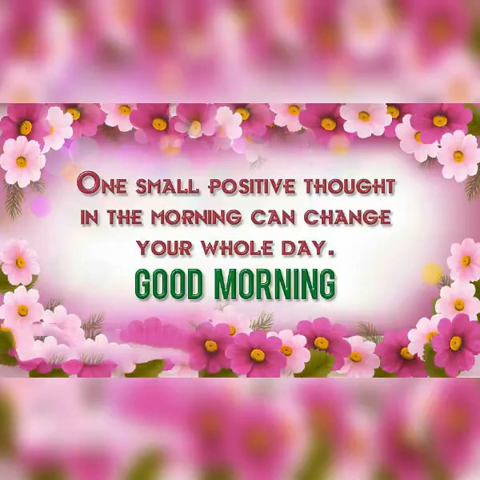 One small positive thought
in the morning can change
your whole day.
GOOD MORNING